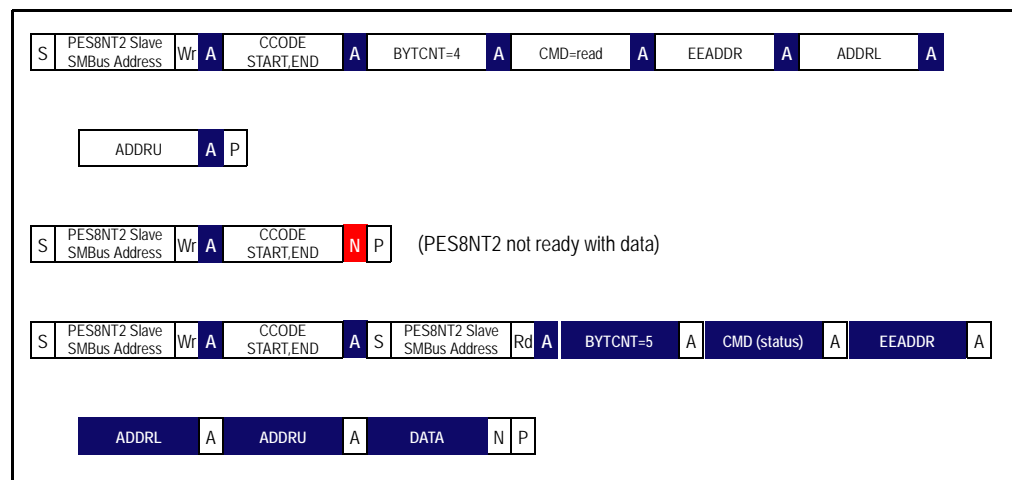 S PES8NT2 Slave SMBus Address Wr A CCODE START,END A BYTCNT=4 A CMD=read A EEADDR A ADDRL A
ADDRU A P
S PES8NT2 Slave SMBus Address Wr A CCODE START,END N P (PES8NT2 not ready with data)
S PES8NT2 Slave SMBus Address Wr A CCODE START,END A S PES8NT2 Slave SMBus Address Rd A BYTCNT=5 A CMD (status) A EEADDR A
ADDRL A ADDRU A DATA N P